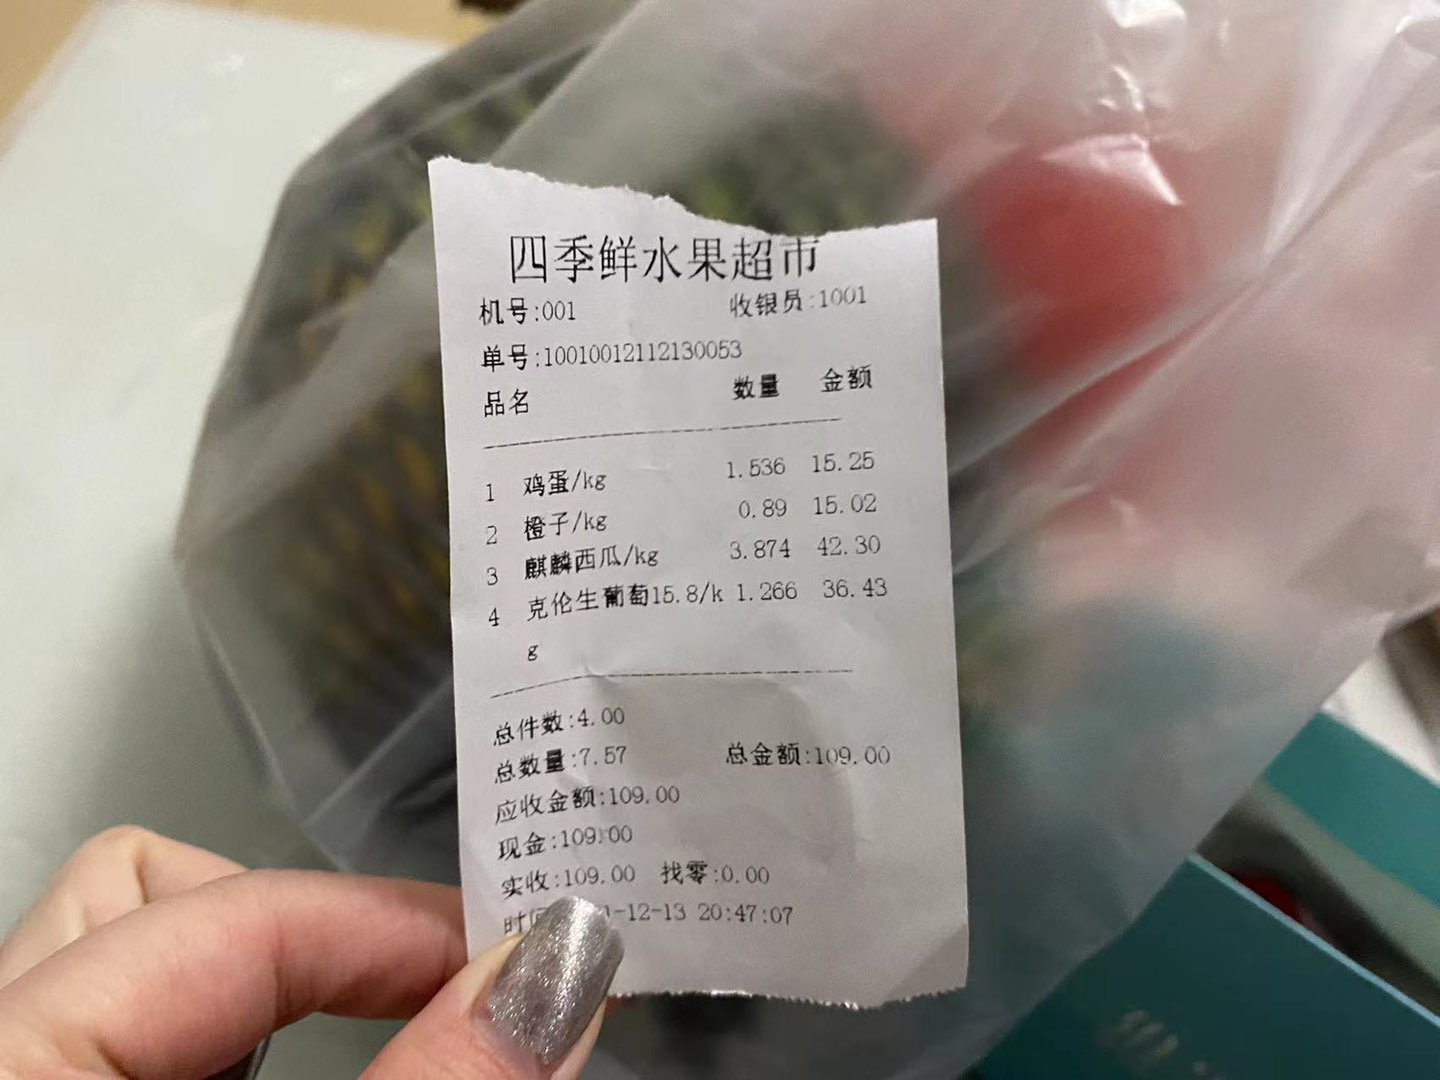 四季鲜水果超市
机号:001 收银员:1001
单号:10010012112130053
品名 数量 金额
1 鸡蛋/kg 1.536 15.25
2 橙子/kg 0.89 15.02
3 麒麟西瓜/kg 3.874 42.30
4 克伦生葡萄15.8/k 1.266 36.43
g
总件数:4.00
总数量:7.57 总金额:109.00
应收金额:109.00
现金:109.00
实收:109.00 找零:0.00
-12-13 20:47:07